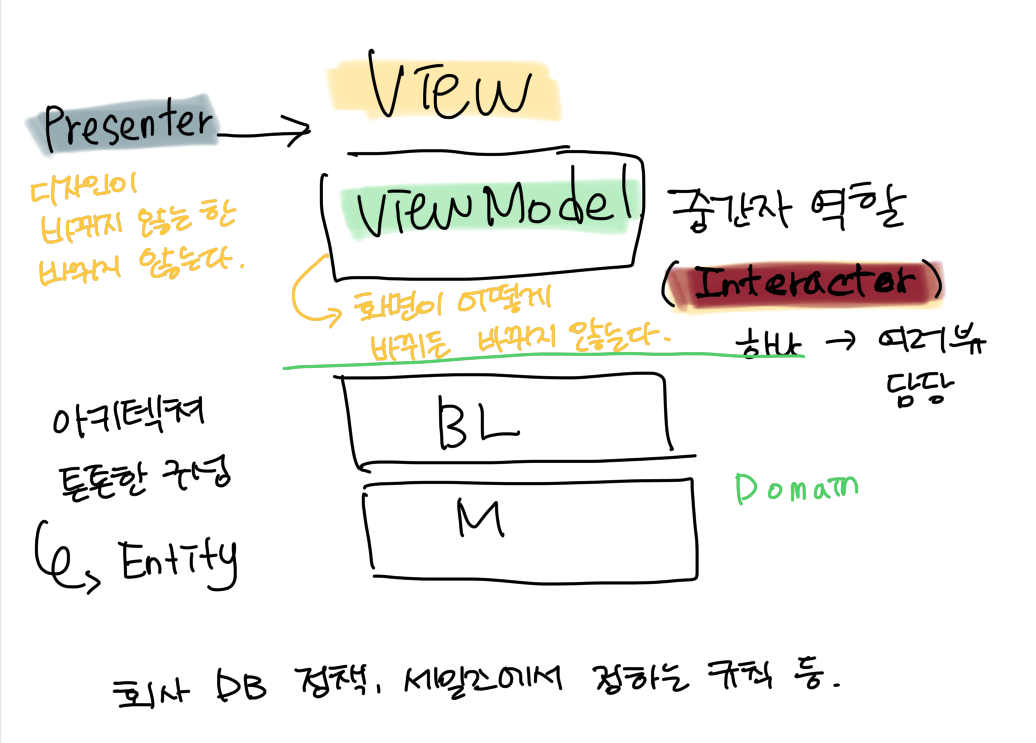 View
Presenter
디자인이
바뀌지 않는 한
바뀌지 않는다.
ViewModel
중간자 역할
(Interactor)
하나 → 여러뷰
담당
화면이 어떻게
바뀌든 바뀌지 않는다.
아키텍쳐
튼튼한 구성
Entity
BL
M
Domain
회사 DB 정책, 세일즈에서 정하는 규칙 등.